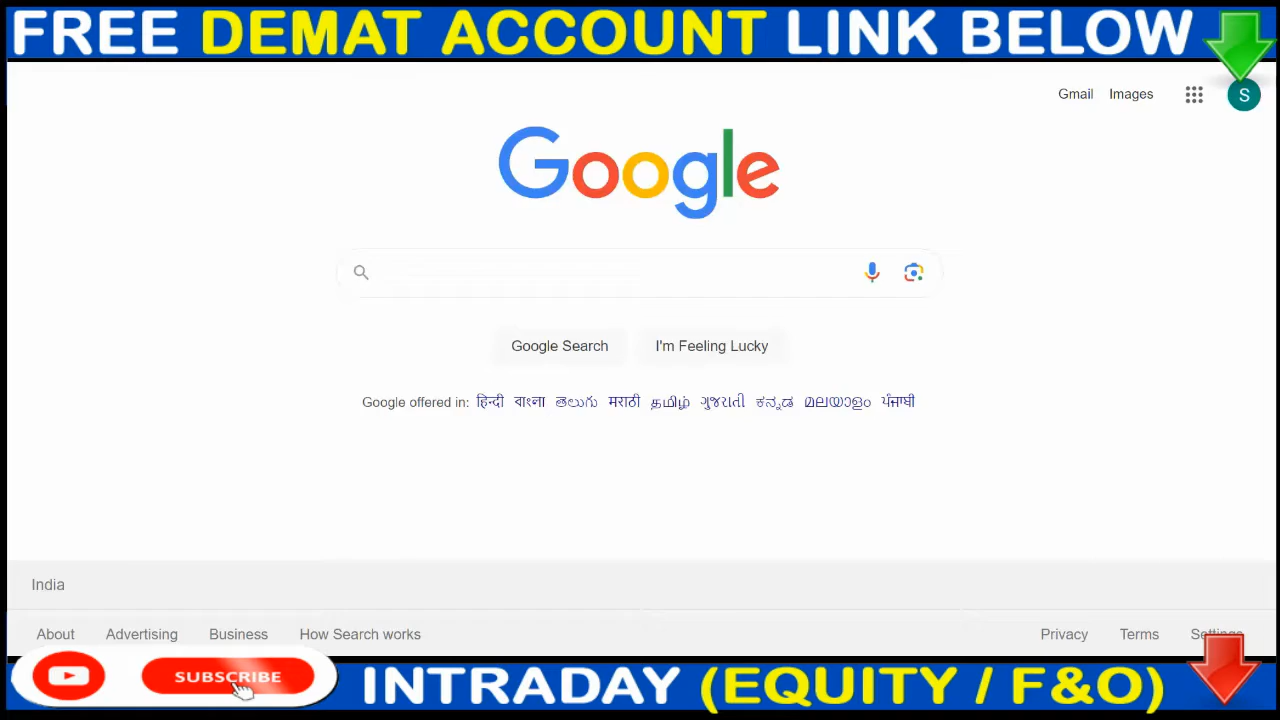 FREE DEMAT ACCOUNT LINK BELOW
Gmail Images S
Google
Google Search I'm Feeling Lucky
Google offered in: हिन्दी বাংলা తెలుగు मराठी தமிழ் ગુજરાતી ಕನ್ನಡ മലയാളം ਪੰਜਾਬੀ
India
About Advertising Business How Search works Privacy Terms Settings
SUBSCRIBE INTRADAY (EQUITY / F&O)